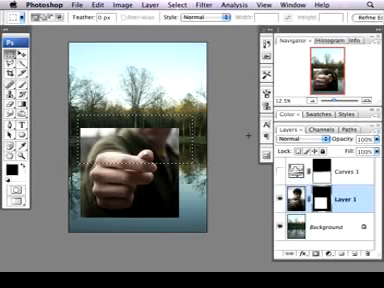 Photoshop File Edit Image Layer Select Filter Analysis View Window Help
Feather: 0 px Anti-alias Style: Normal Width: Height: Refine E
Ps
Navigator Histogram Info
12.5%
Color Swatches Styles
Layers Channels Paths
Normal Opacity: 100%
Lock: Fill: 100%
Curves 1
Layer 1
Background